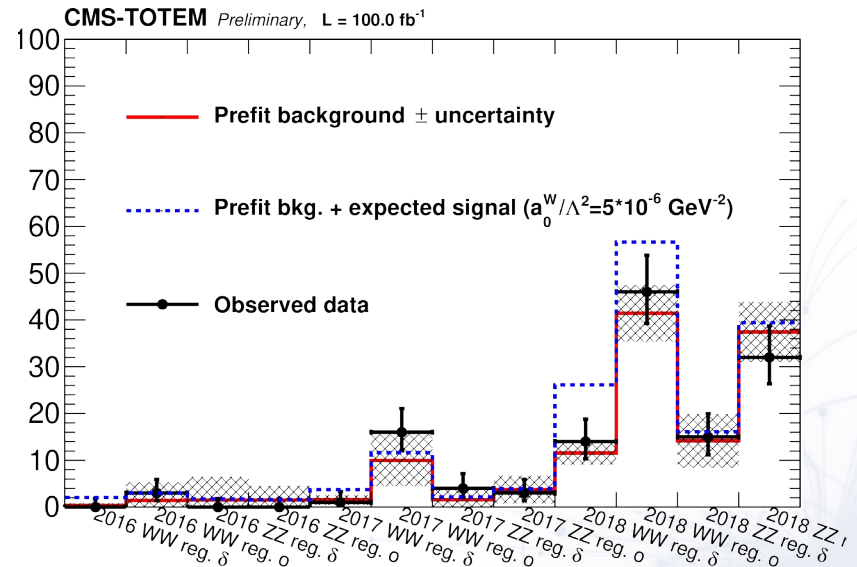 CMS-TOTEM Preliminary, L = 100.0 fb⁻¹
100
90
80
70
60
50
40
30
20
10
0
Prefit background ± uncertainty
Prefit bkg. + expected signal (a₀ᵂ/Λ²=5*10⁻⁶ GeV⁻²)
Observed data
2016 WW reg. δ
2016 WW reg. o
2016 ZZ reg. δ
2016 ZZ reg. o
2017 WW reg. δ
2017 WW reg. o
2017 ZZ reg. δ
2017 ZZ reg. o
2018 WW reg. δ
2018 WW reg. o
2018 ZZ reg. δ
2018 ZZ r